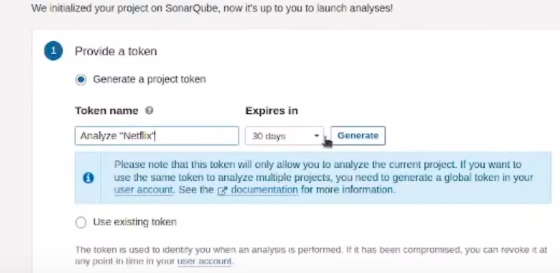 We initialized your project on SonarQube, now it's up to you to launch analyses!
1 Provide a token
Generate a project token
Token name Expires in
Analyze "Netflix" 30 days Generate
Please note that this token will only allow you to analyze the current project. If you want to
use the same token to analyze multiple projects, you need to generate a global token in your
user account. See the documentation for more information.
Use existing token
The token is used to identify you when an analysis is performed. If it has been compromised, you can revoke it at
any point in time in your user account.